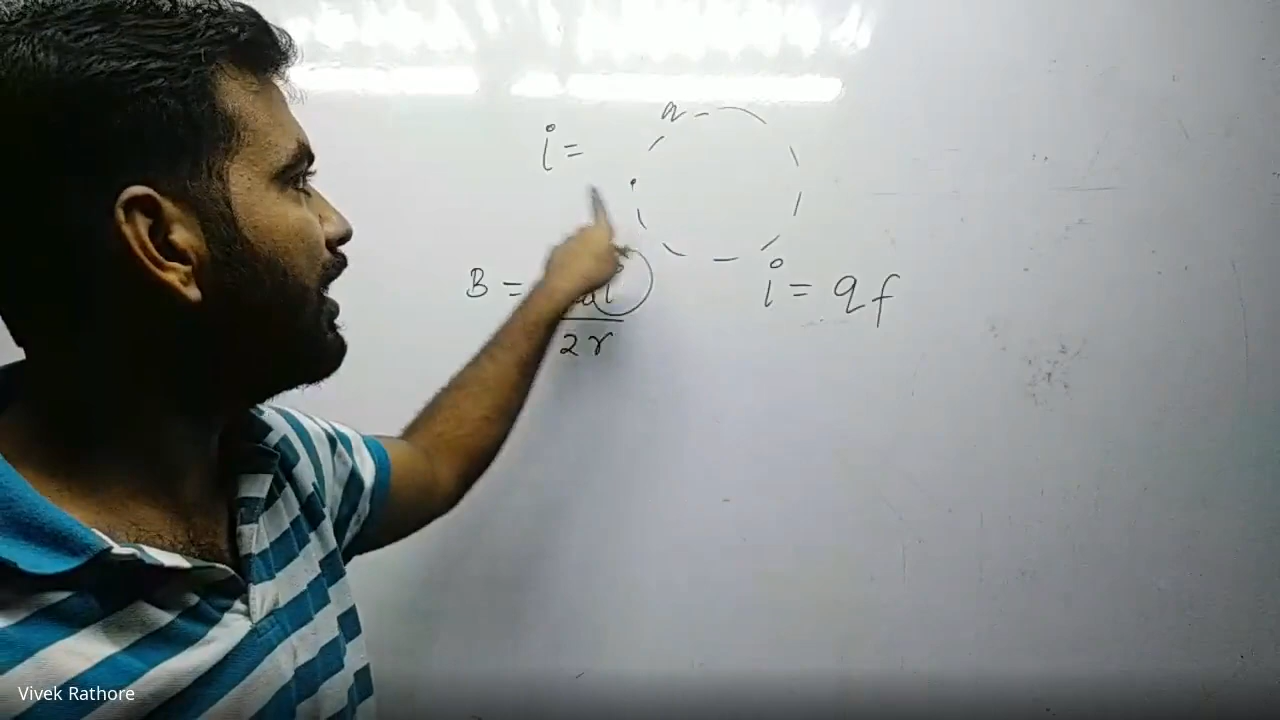 q
i =
B =
i = qf
2r
Vivek Rathore